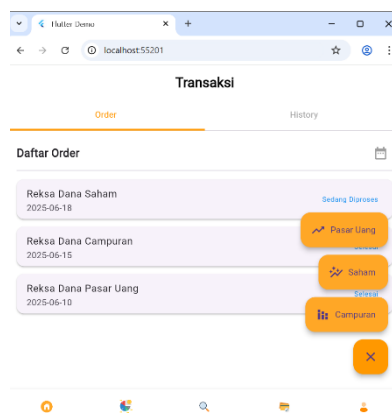 Flutter Demo
localhost:55201
Transaksi
Order History
Daftar Order
Reksa Dana Saham
2025-06-18
Sedang Diproses
Pasar Uang
Reksa Dana Campuran
2025-06-15
Selesai
Saham
Reksa Dana Pasar Uang
2025-06-10
Selesai
Campuran